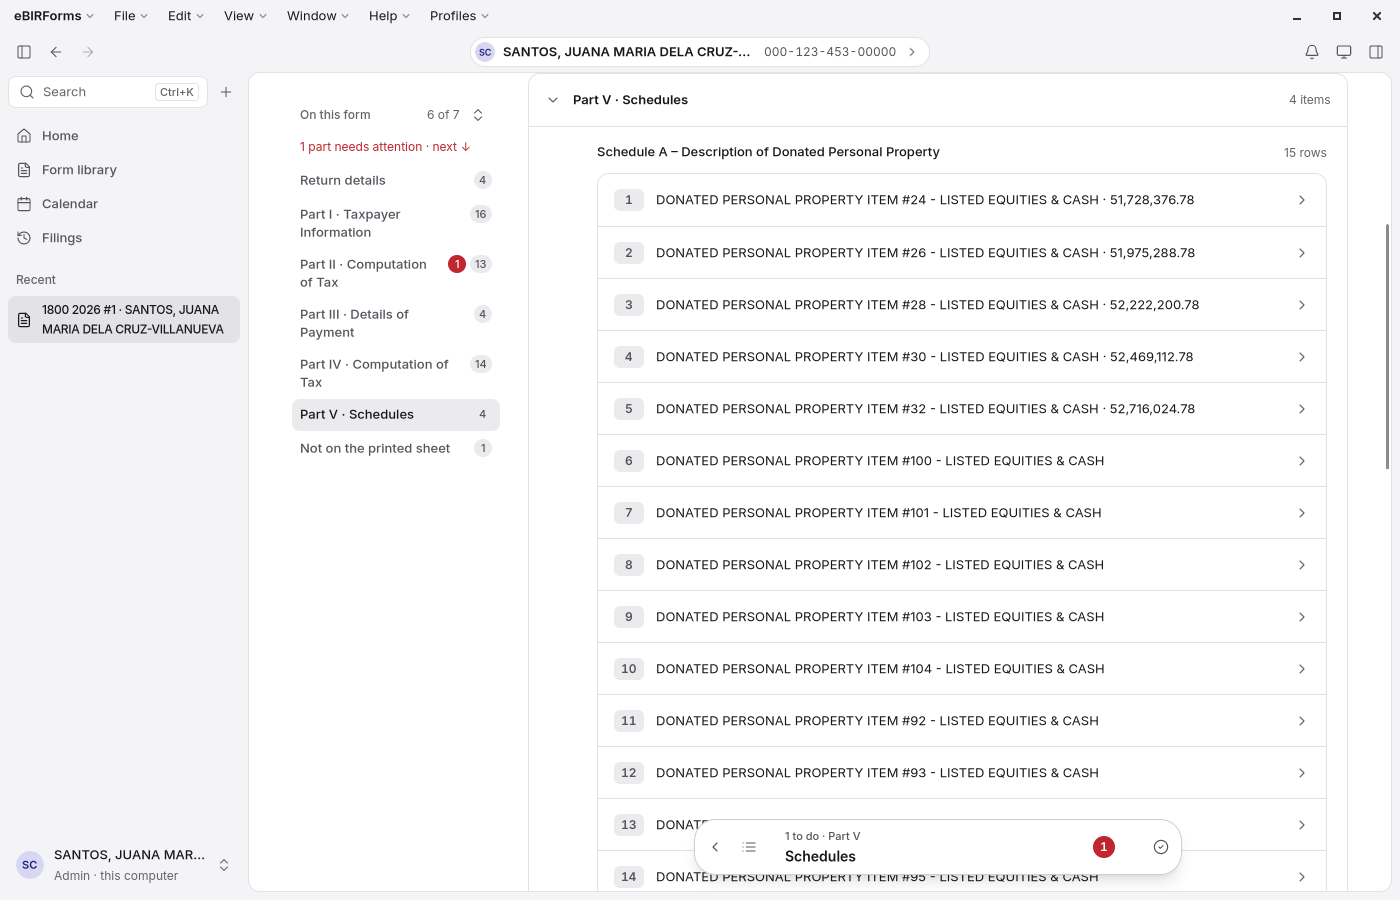 eBIRForms File Edit View Window Help Profiles
SC SANTOS, JUANA MARIA DELA CRUZ-... 000-123-453-00000
Search Ctrl+K
Home
Form library
Calendar
Filings
Recent
1800 2026 #1 · SANTOS, JUANA
MARIA DELA CRUZ-VILLANUEVA
SC SANTOS, JUANA MAR...
Admin · this computer
On this form 6 of 7
1 part needs attention · next ↓
Return details 4
Part I · Taxpayer 16
Information
Part II · Computation 1 13
of Tax
Part III · Details of 4
Payment
Part IV · Computation of 14
Tax
Part V · Schedules 4
Not on the printed sheet 1
Part V · Schedules 4 items
Schedule A – Description of Donated Personal Property 15 rows
1 DONATED PERSONAL PROPERTY ITEM #24 - LISTED EQUITIES & CASH · 51,728,376.78
2 DONATED PERSONAL PROPERTY ITEM #26 - LISTED EQUITIES & CASH · 51,975,288.78
3 DONATED PERSONAL PROPERTY ITEM #28 - LISTED EQUITIES & CASH · 52,222,200.78
4 DONATED PERSONAL PROPERTY ITEM #30 - LISTED EQUITIES & CASH · 52,469,112.78
5 DONATED PERSONAL PROPERTY ITEM #32 - LISTED EQUITIES & CASH · 52,716,024.78
6 DONATED PERSONAL PROPERTY ITEM #100 - LISTED EQUITIES & CASH
7 DONATED PERSONAL PROPERTY ITEM #101 - LISTED EQUITIES & CASH
8 DONATED PERSONAL PROPERTY ITEM #102 - LISTED EQUITIES & CASH
9 DONATED PERSONAL PROPERTY ITEM #103 - LISTED EQUITIES & CASH
10 DONATED PERSONAL PROPERTY ITEM #104 - LISTED EQUITIES & CASH
11 DONATED PERSONAL PROPERTY ITEM #92 - LISTED EQUITIES & CASH
12 DONATED PERSONAL PROPERTY ITEM #93 - LISTED EQUITIES & CASH
13
14 DONATED PERSONAL PROPERTY ITEM #95 - LISTED EQUITIES & CASH
1 to do · Part V
Schedules 1